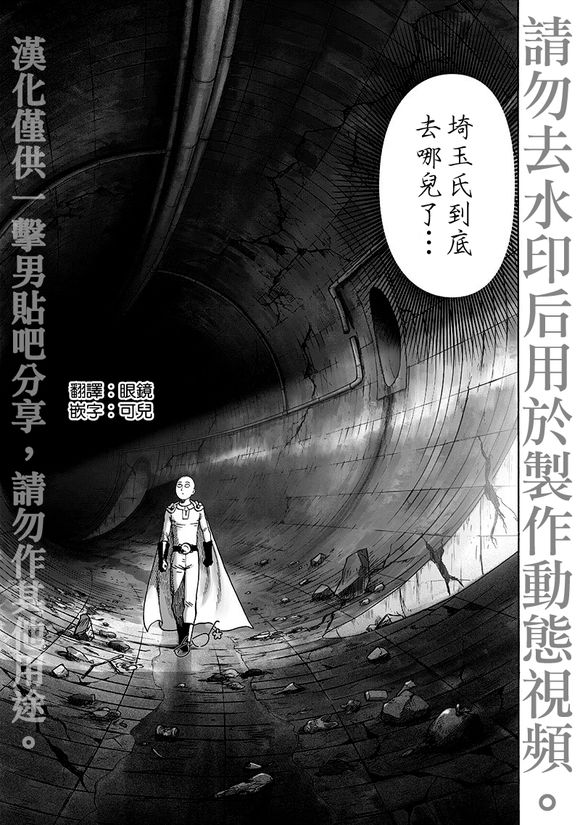 請勿去水印后用於製作動態視頻。
埼玉氏到底
去哪兒了…
翻譯：眼鏡
嵌字：可兒
漢化僅供一擊男貼吧分享，請勿作其他用途。